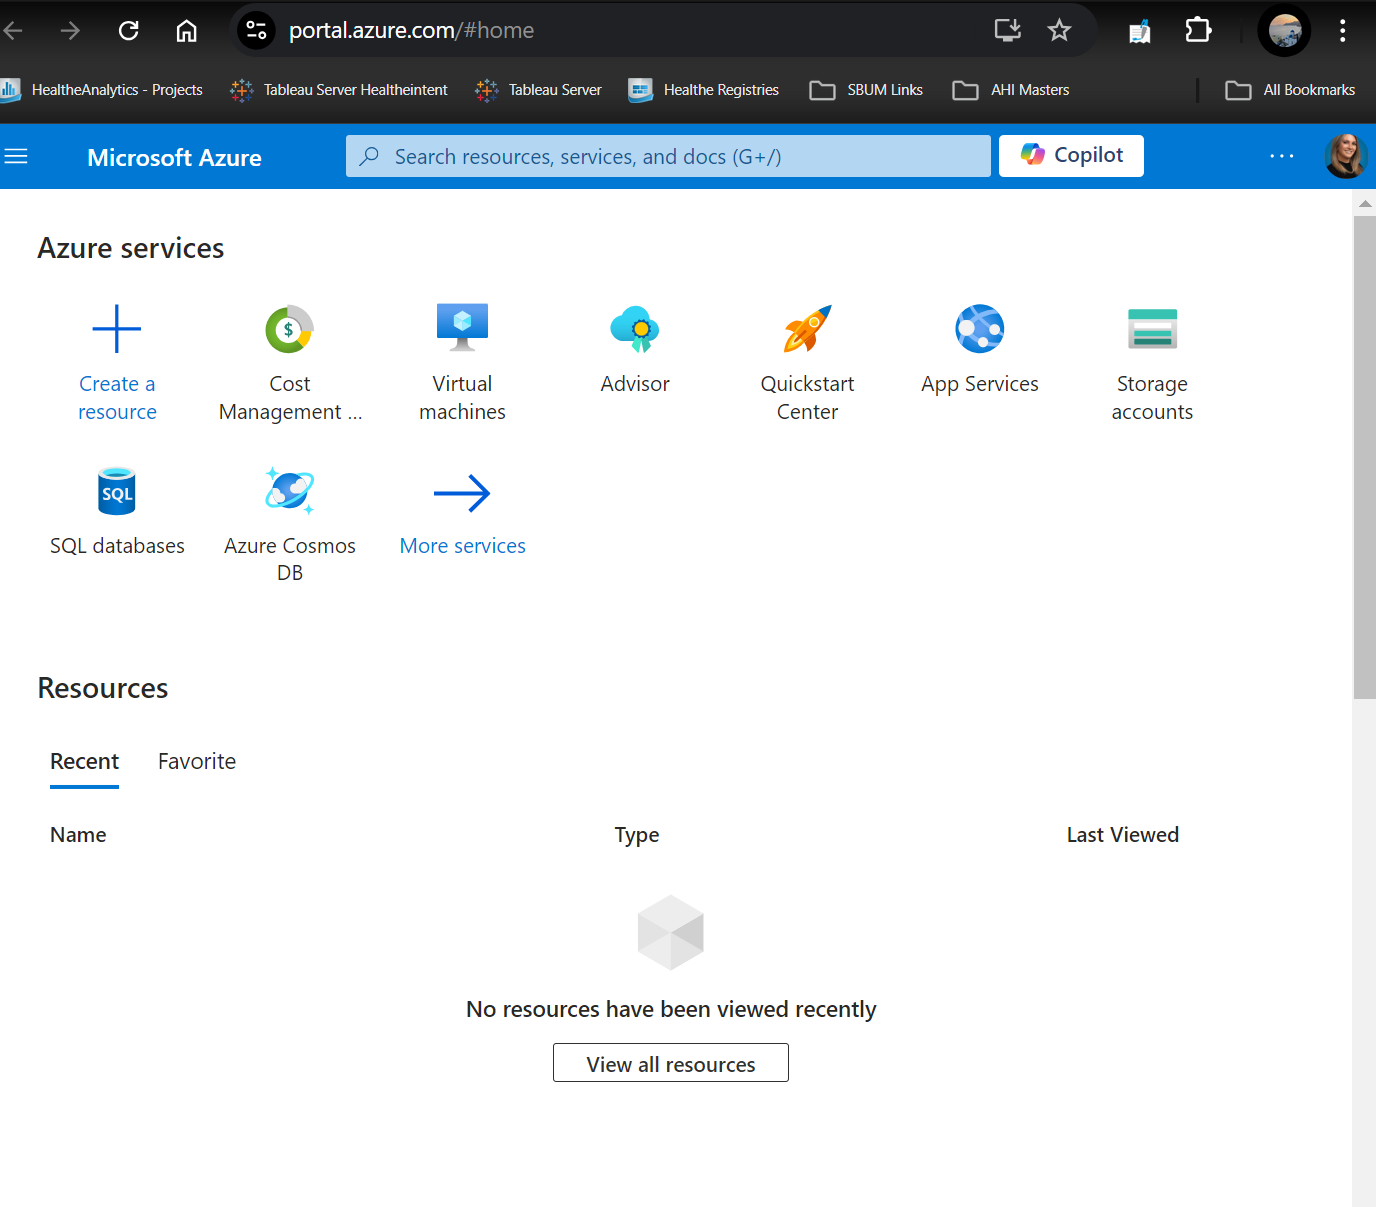 portal.azure.com/#home
HealtheAnalytics - Projects
Tableau Server Healtheintent
Tableau Server
Healthe Registries
SBUM Links
AHI Masters
All Bookmarks
Microsoft Azure
Search resources, services, and docs (G+/)
Copilot
...
Azure services
Create a
resource
$
Cost
Management ...
Virtual
machines
Advisor
Quickstart
Center
App Services
Storage
accounts
SQL
SQL databases
Azure Cosmos
DB
More services
Resources
Recent
Favorite
Name
Type
Last Viewed
No resources have been viewed recently
View all resources